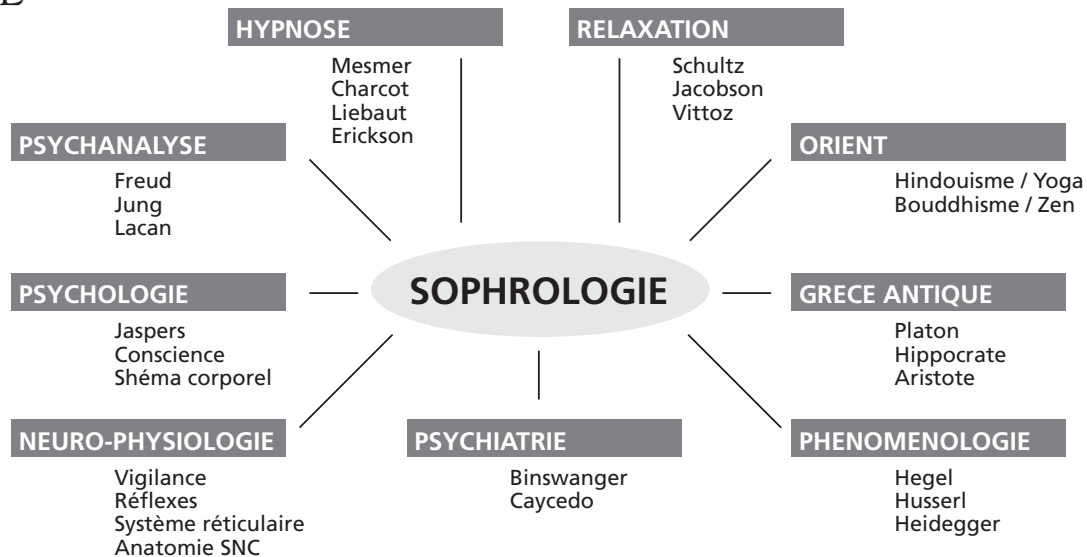 HYPNOSE
Mesmer
Charcot
Liebaut
Erickson
RELAXATION
Schultz
Jacobson
Vittoz
PSYCHANALYSE
Freud
Jung
Lacan
ORIENT
Hindouisme / Yoga
Bouddhisme / Zen
SOPHROLOGIE
PSYCHOLOGIE
Jaspers
Conscience
Shéma corporel
GRECE ANTIQUE
Platon
Hippocrate
Aristote
NEURO-PHYSIOLOGIE
Vigilance
Réflexes
Système réticulaire
Anatomie SNC
PSYCHIATRIE
Binswanger
Caycedo
PHENOMENOLOGIE
Hegel
Husserl
Heidegger